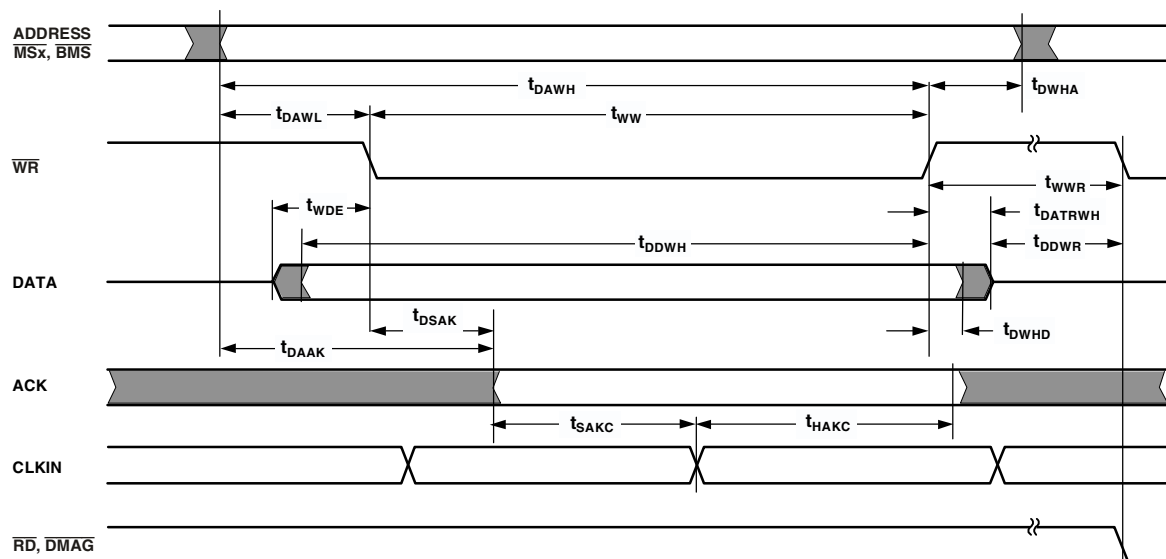 ADDRESS
MSx, BMS
tDAWH
tDWHA
tDAWL
tWW
WR
tWWR
tWDE
tDATRWH
tDDWH
tDDWR
DATA
tDSAK
tDWHD
tDAAK
ACK
tSAKC
tHAKC
CLKIN
RD, DMAG